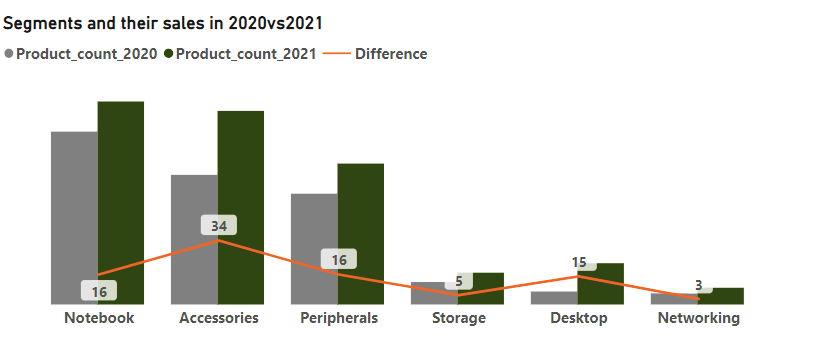 Segments and their sales in 2020vs2021
Product_count_2020 Product_count_2021 Difference
34
16
16
5
15
3
Notebook Accessories Peripherals Storage Desktop Networking